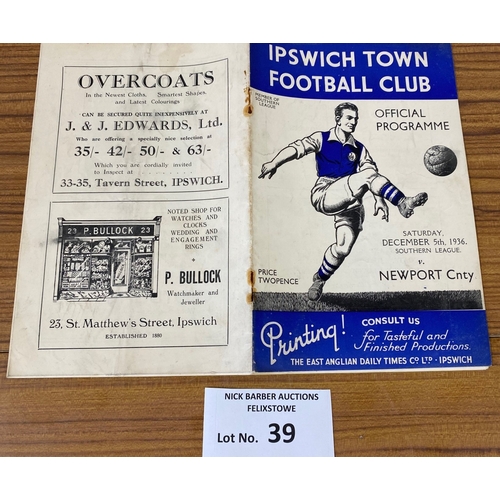 OVERCOATS
In the Newest Cloths, Smartest Shapes,
and Latest Colourings
CAN BE SECURED QUITE INEXPENSIVELY AT
J. & J. EDWARDS, Ltd.
Who are offering a specially nice selection at
35/- 42/- 50/- & 63/-
Which you are cordially invited
to Inspect at
33-35, Tavern Street, IPSWICH.
23 P. BULLOCK 23
NOTED SHOP FOR
WATCHES AND
CLOCKS
WEDDING AND
ENGAGEMENT
RINGS
P. BULLOCK
Watchmaker and
Jeweller
23, St. Matthew's Street, Ipswich
ESTABLISHED 1880
IPSWICH TOWN
FOOTBALL CLUB
MEMBER OF
SOUTHERN
LEAGUE
OFFICIAL
PROGRAMME
SATURDAY,
DECEMBER 5th, 1936,
SOUTHERN LEAGUE.
v.
NEWPORT Cnty
PRICE
TWOPENCE
Printing! CONSULT US
for Tasteful and
Finished Productions.
THE EAST ANGLIAN DAILY TIMES CO LTD - IPSWICH
NICK BARBER AUCTIONS
FELIXSTOWE
Lot No. 39